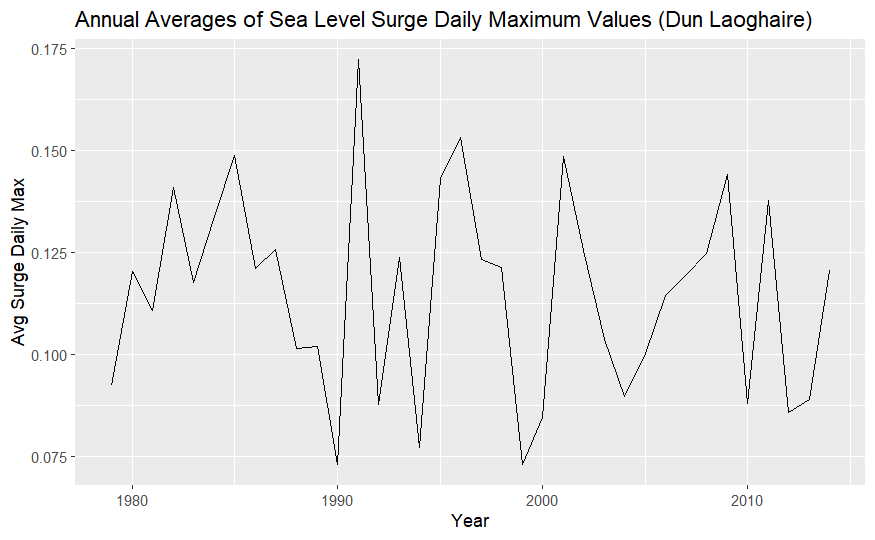 Annual Averages of Sea Level Surge Daily Maximum Values (Dun Laoghaire)
0.175
0.150
0.125
0.100
0.075
Avg Surge Daily Max
1980 1990 2000 2010
Year